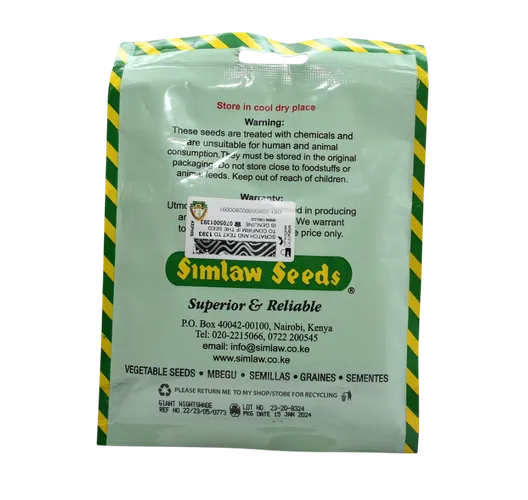 Store in cool dry place
Warning:
These seeds are treated with chemicals and
are unsuitable for human and animal
consumption. They must be stored in the original
packaging. Do not store close to foodstuffs or
animal feeds. Keep out of reach of children.
Warranty:
in producing
We warrant
price only.
SCRATCH AND TEXT TO 1393
TO CONFIRM IF THE SEED
IS GENUINE
Simlaw Seeds ®
Superior & Reliable
P.O. Box 40042-00100, Nairobi, Kenya
Tel: 020-2215066, 0722 200545
email: info@simlaw.co.ke
www.simlaw.co.ke
VEGETABLE SEEDS • MBEGU • SEMILLAS • GRAINES • SEMENTES
PLEASE RETURN ME TO MY SHOP/STORE FOR RECYCLING
GIANT NIGHTSHADE LOT NO 23-20-8324
REF NO.22/23/05/0773 PKG DATE 15 JAN 2024